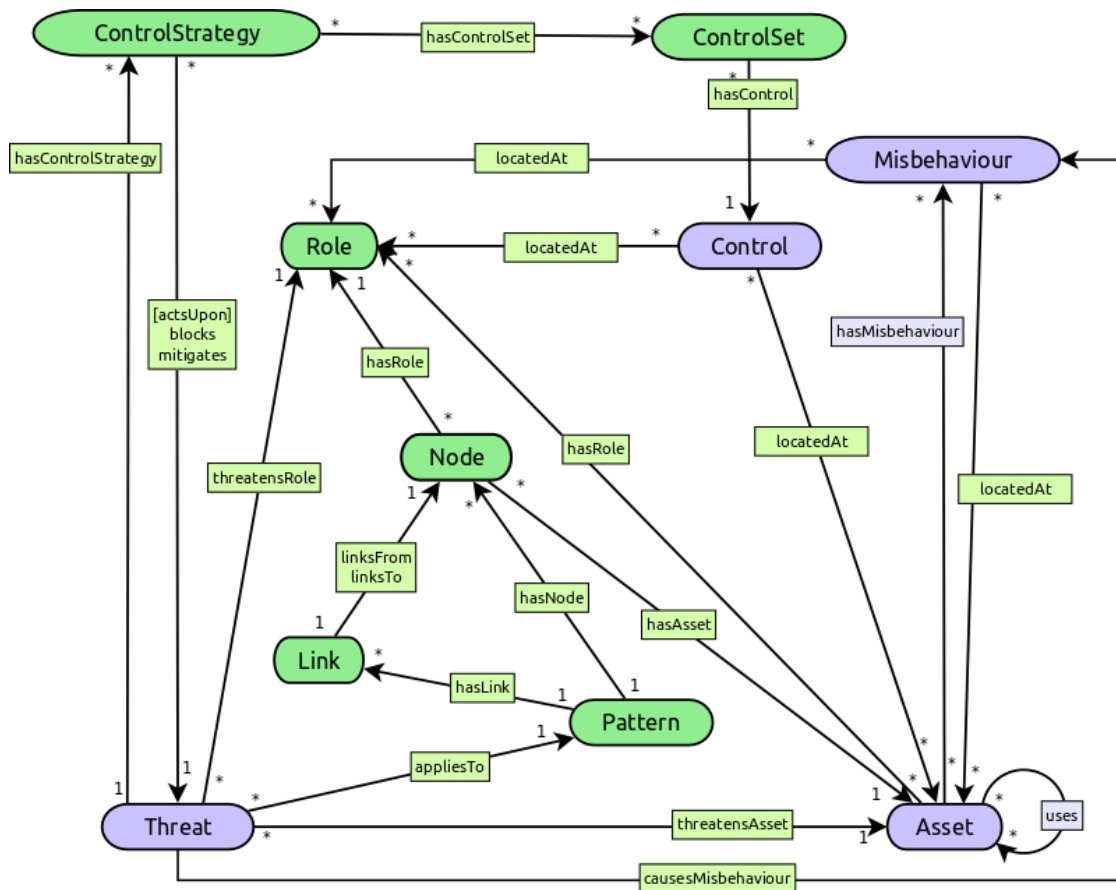 ControlStrategy
*
hasControlSet
*
ControlSet
*
*
*
hasControl
hasControlStrategy
locatedAt
*
Misbehaviour
*
1
*
*
Role
*
locatedAt
*
Control
*
1
1
*
[actsUpon]
blocks
mitigates
hasMisbehaviour
hasRole
*
Node
hasRole
locatedAt
threatensRole
1
*
*
locatedAt
linksFrom
linksTo
hasNode
hasAsset
1
Link
*
hasLink
1
1
Pattern
1
appliesTo
1
1
*
*
*
1
*
*
*
*
Threat
*
threatensAsset
1
Asset
*
uses
causesMisbehaviour